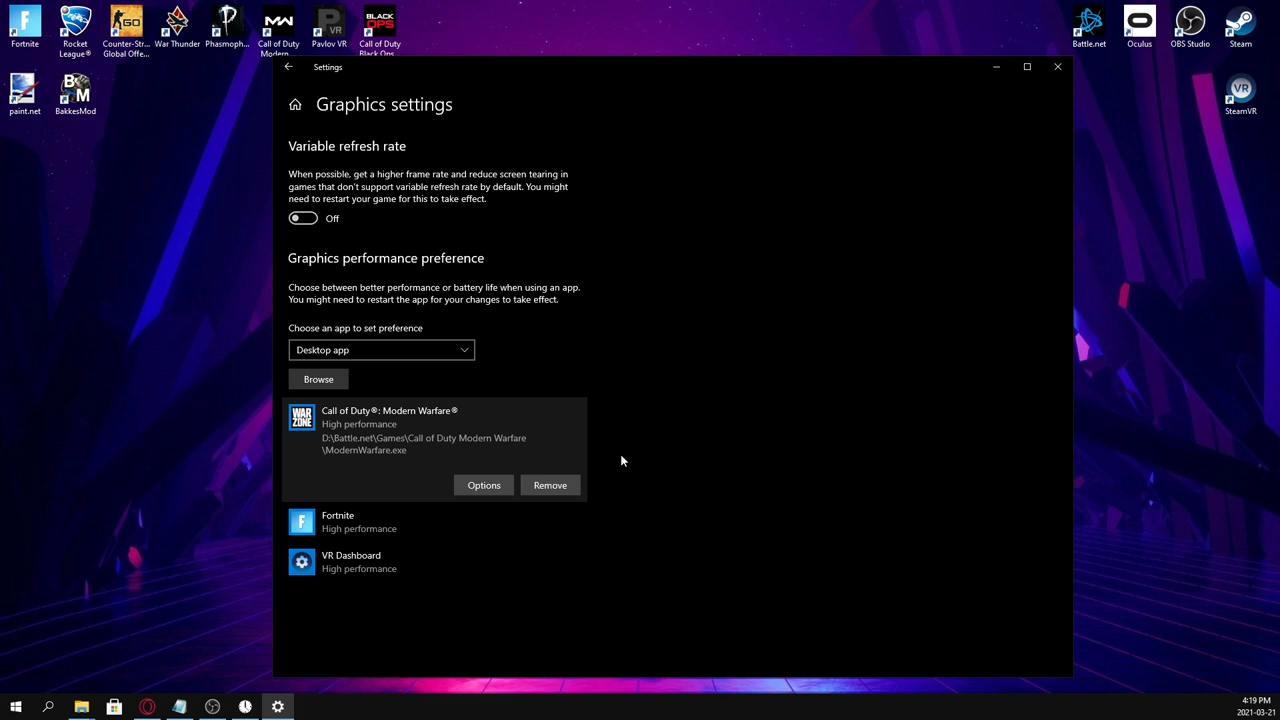 Fortnite
Rocket
League®
Counter-Str...
Global Offe...
War Thunder
Phasmoph...
Call of Duty
Modern
Pavlov VR
Call of Duty
Black Ops
Battle.net
Oculus
OBS Studio
Steam
paint.net
BakkesMod
SteamVR
Settings
Graphics settings
Variable refresh rate
When possible, get a higher frame rate and reduce screen tearing in
games that don't support variable refresh rate by default. You might
need to restart your game for this to take effect.
Off
Graphics performance preference
Choose between better performance or battery life when using an app.
You might need to restart the app for your changes to take effect.
Choose an app to set preference
Desktop app
Browse
WAR
ZONE
Call of Duty®: Modern Warfare®
High performance
D:\Battle.net\Games\Call of Duty Modern Warfare
\ModernWarfare.exe
Options
Remove
Fortnite
High performance
VR Dashboard
High performance
4:19 PM
2021-03-21